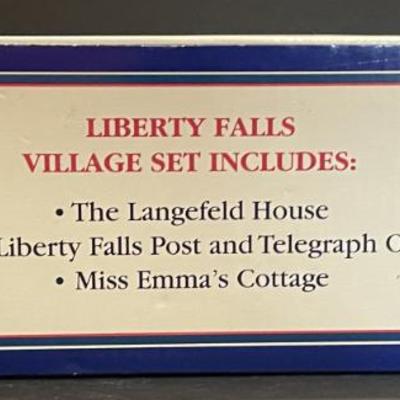 LIBERTY FALLS
VILLAGE SET INCLUDES:
• The Langefeld House
Liberty Falls Post and Telegraph O
• Miss Emma's Cottage